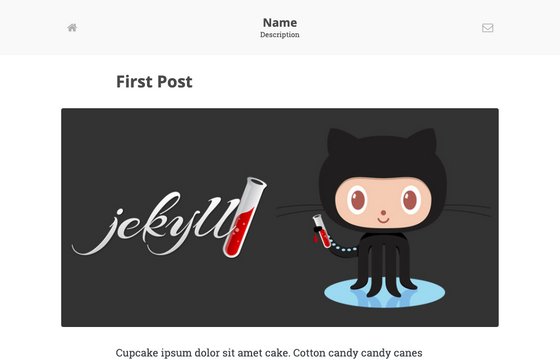 Name
Description
First Post
jekyll
Cupcake ipsum dolor sit amet cake. Cotton candy candy canes